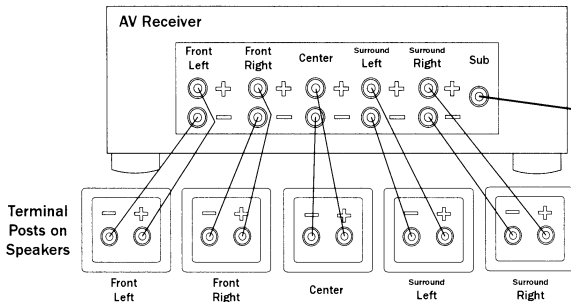 AV Receiver
Front Left
Front Right
Center
Surround Left
Surround Right
Sub
+ + + + +
− − − − −
Terminal
Posts on
Speakers
− + − + − + − + − +
Front Left
Front Right
Center
Surround Left
Surround Right